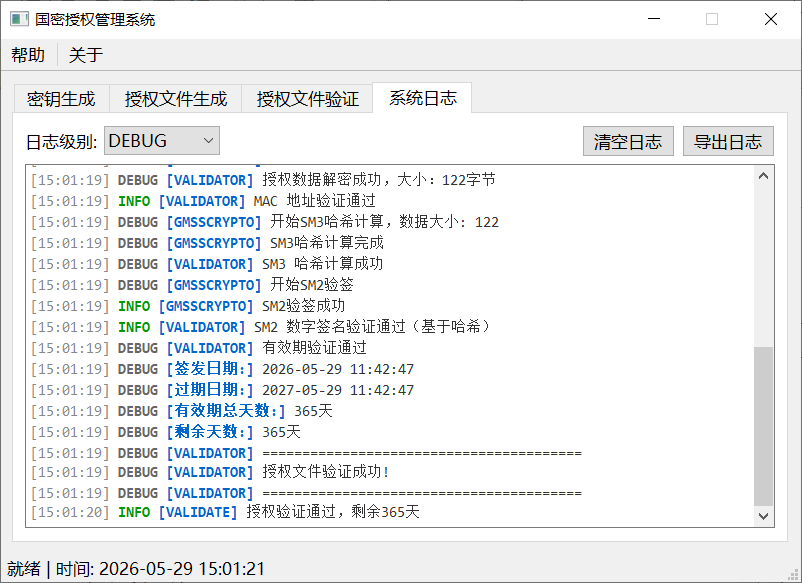 国密授权管理系统
帮助 关于
密钥生成 授权文件生成 授权文件验证 系统日志
日志级别: DEBUG 清空日志 导出日志
[15:01:19] DEBUG [VALIDATOR] 授权数据解密成功，大小: 122字节
[15:01:19] INFO [VALIDATOR] MAC 地址验证通过
[15:01:19] DEBUG [GMSSCRYPTO] 开始SM3哈希计算，数据大小: 122
[15:01:19] DEBUG [GMSSCRYPTO] SM3哈希计算完成
[15:01:19] DEBUG [VALIDATOR] SM3 哈希计算成功
[15:01:19] DEBUG [GMSSCRYPTO] 开始SM2验签
[15:01:19] INFO [GMSSCRYPTO] SM2验签成功
[15:01:19] INFO [VALIDATOR] SM2 数字签名验证通过（基于哈希）
[15:01:19] DEBUG [VALIDATOR] 有效期验证通过
[15:01:19] DEBUG [签发日期:] 2026-05-29 11:42:47
[15:01:19] DEBUG [过期日期:] 2027-05-29 11:42:47
[15:01:19] DEBUG [有效期总天数:] 365天
[15:01:19] DEBUG [剩余天数:] 365天
[15:01:19] DEBUG [VALIDATOR] ========================================
[15:01:19] DEBUG [VALIDATOR] 授权文件验证成功!
[15:01:19] DEBUG [VALIDATOR] ========================================
[15:01:20] INFO [VALIDATE] 授权验证通过，剩余365天
就绪 | 时间: 2026-05-29 15:01:21